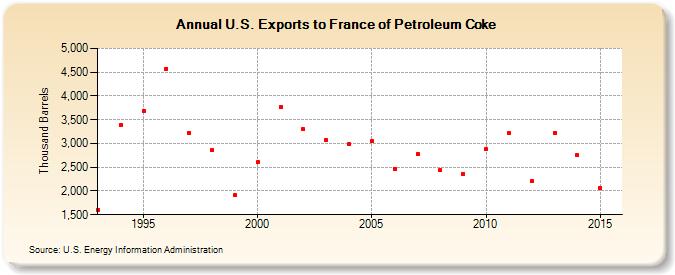 Annual U.S. Exports to France of Petroleum Coke
Thousand Barrels
5,000
4,500
4,000
3,500
3,000
2,500
2,000
1,500
1995 2000 2005 2010 2015
Source: U.S. Energy Information Administration